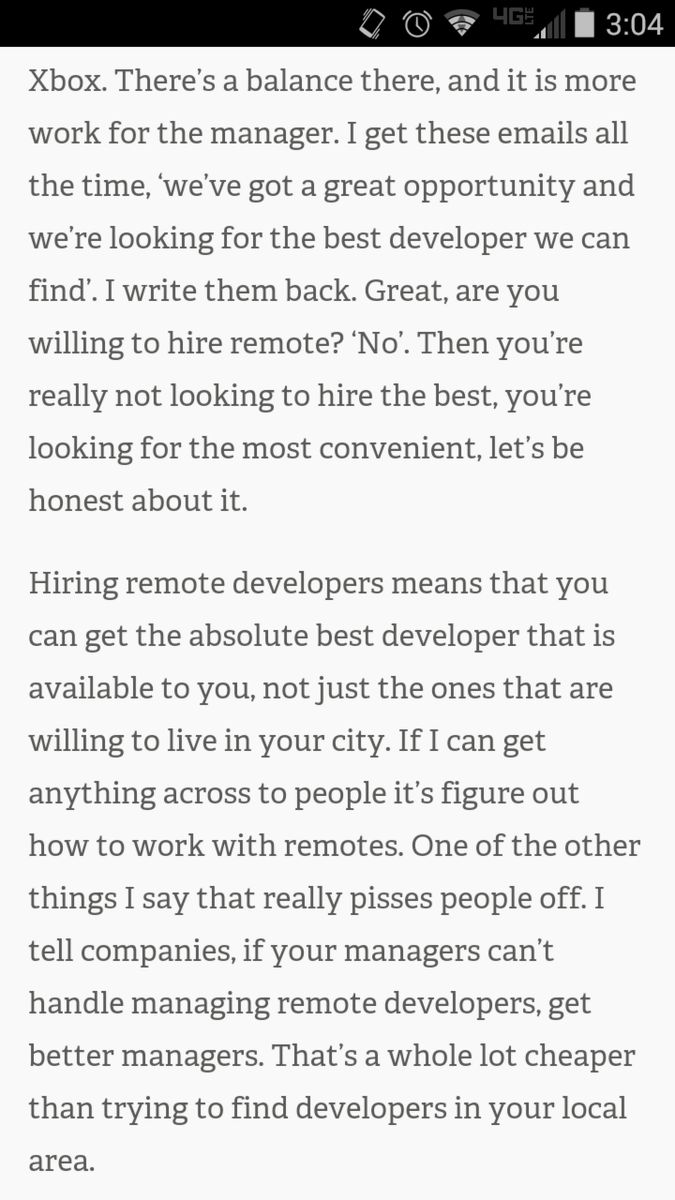 4G LTE 3:04
Xbox. There’s a balance there, and it is more
work for the manager. I get these emails all
the time, ‘we’ve got a great opportunity and
we’re looking for the best developer we can
find’. I write them back. Great, are you
willing to hire remote? ‘No’. Then you’re
really not looking to hire the best, you’re
looking for the most convenient, let’s be
honest about it.
Hiring remote developers means that you
can get the absolute best developer that is
available to you, not just the ones that are
willing to live in your city. If I can get
anything across to people it’s figure out
how to work with remotes. One of the other
things I say that really pisses people off. I
tell companies, if your managers can’t
handle managing remote developers, get
better managers. That’s a whole lot cheaper
than trying to find developers in your local
area.